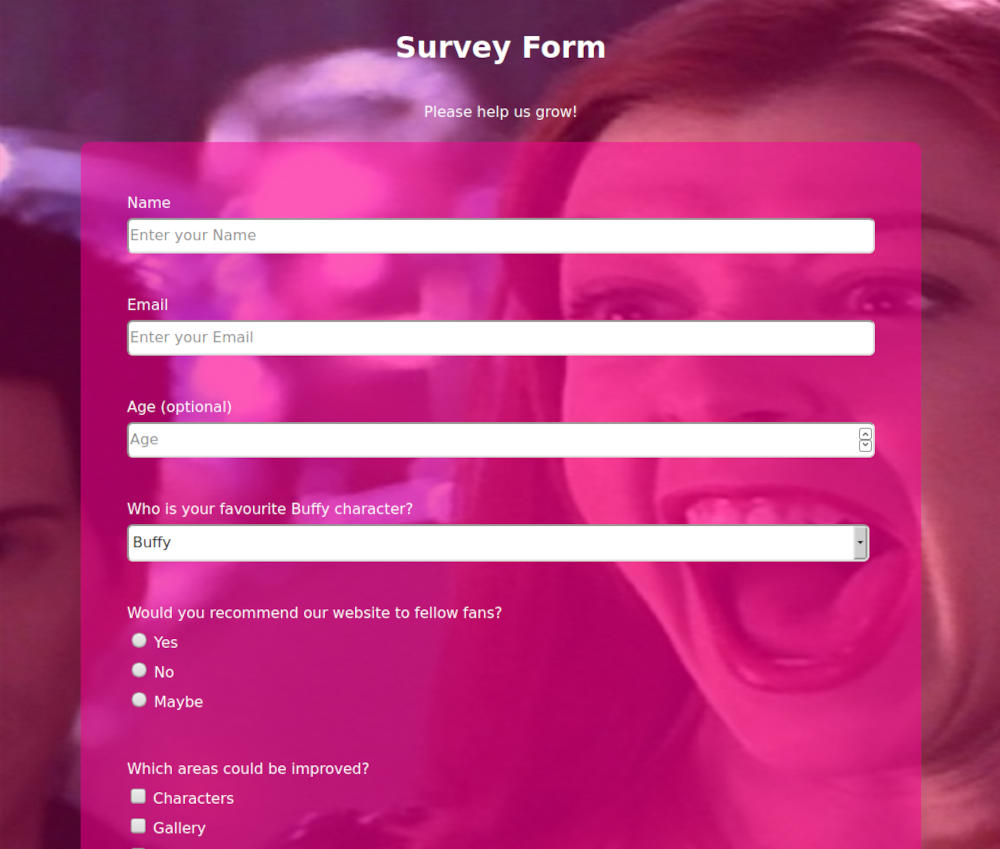 Survey Form
Please help us grow!
Name
Enter your Name
Email
Enter your Email
Age (optional)
Age
Who is your favourite Buffy character?
Buffy
Would you recommend our website to fellow fans?
Yes
No
Maybe
Which areas could be improved?
Characters
Gallery